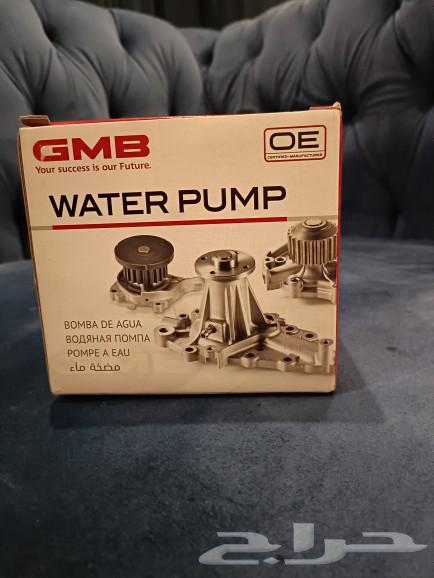 GMB
Your success is our Future.
OE
CERTIFIED-MANUFACTURER
WATER PUMP
BOMBA DE AGUA
ВОДЯНАЯ ПОМПА
POMPE A EAU
مضخة ماء
حراج